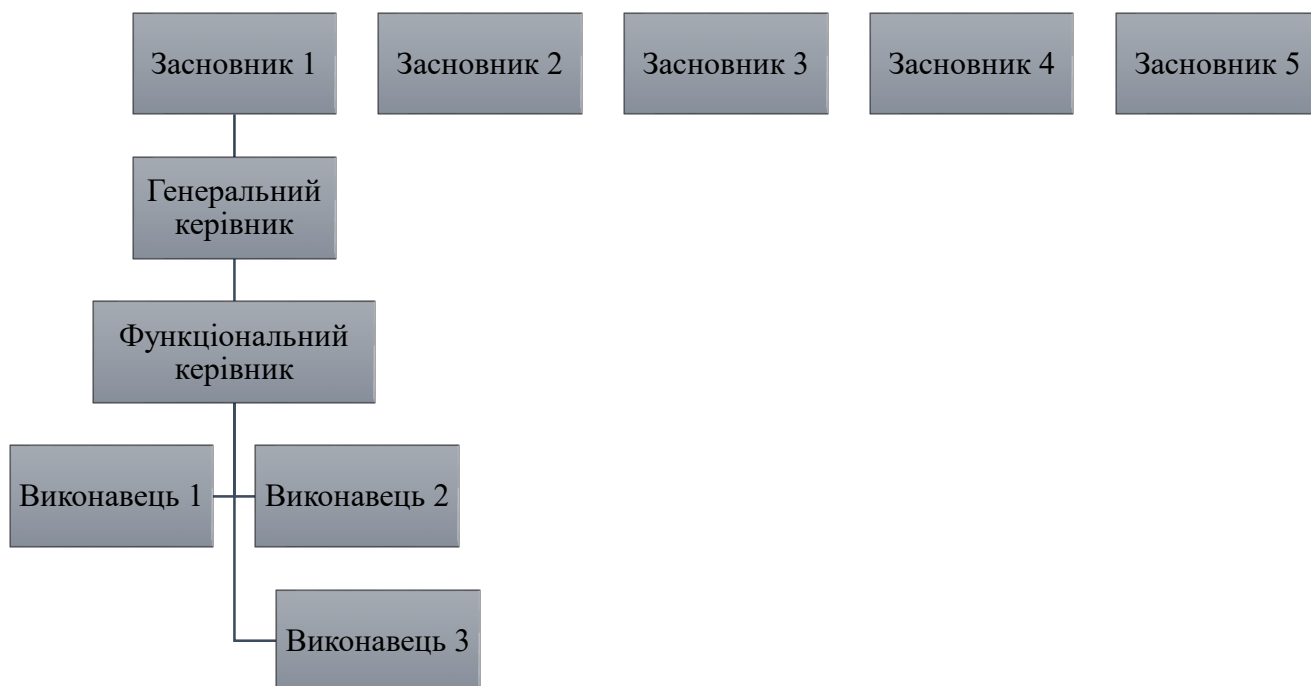 Засновник 1
Засновник 2
Засновник 3
Засновник 4
Засновник 5
Генеральний
керівник
Функціональний
керівник
Виконавець 1
Виконавець 2
Виконавець 3